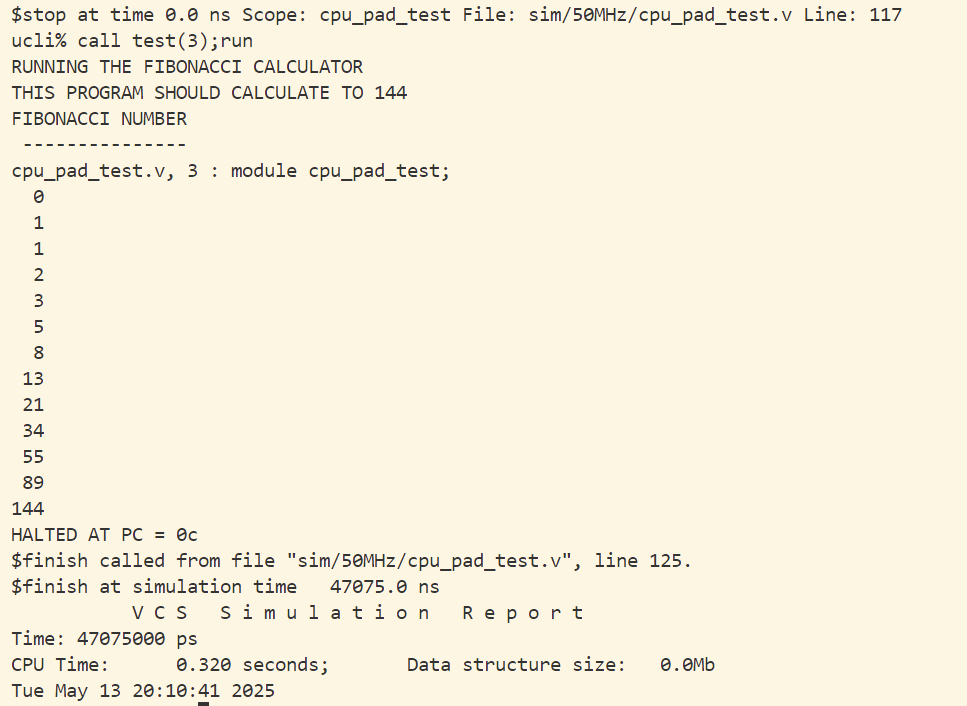 $stop at time 0.0 ns Scope: cpu_pad_test File: sim/50MHz/cpu_pad_test.v Line: 117
ucli% call test(3);run
RUNNING THE FIBONACCI CALCULATOR
THIS PROGRAM SHOULD CALCULATE TO 144
FIBONACCI NUMBER
 ---------------
cpu_pad_test.v, 3 : module cpu_pad_test;
  0
  1
  1
  2
  3
  5
  8
 13
 21
 34
 55
 89
144
HALTED AT PC = 0c
$finish called from file "sim/50MHz/cpu_pad_test.v", line 125.
$finish at simulation time   47075.0 ns
           V C S   S i m u l a t i o n   R e p o r t
Time: 47075000 ps
CPU Time:      0.320 seconds;       Data structure size:   0.0Mb
Tue May 13 20:10:41 2025